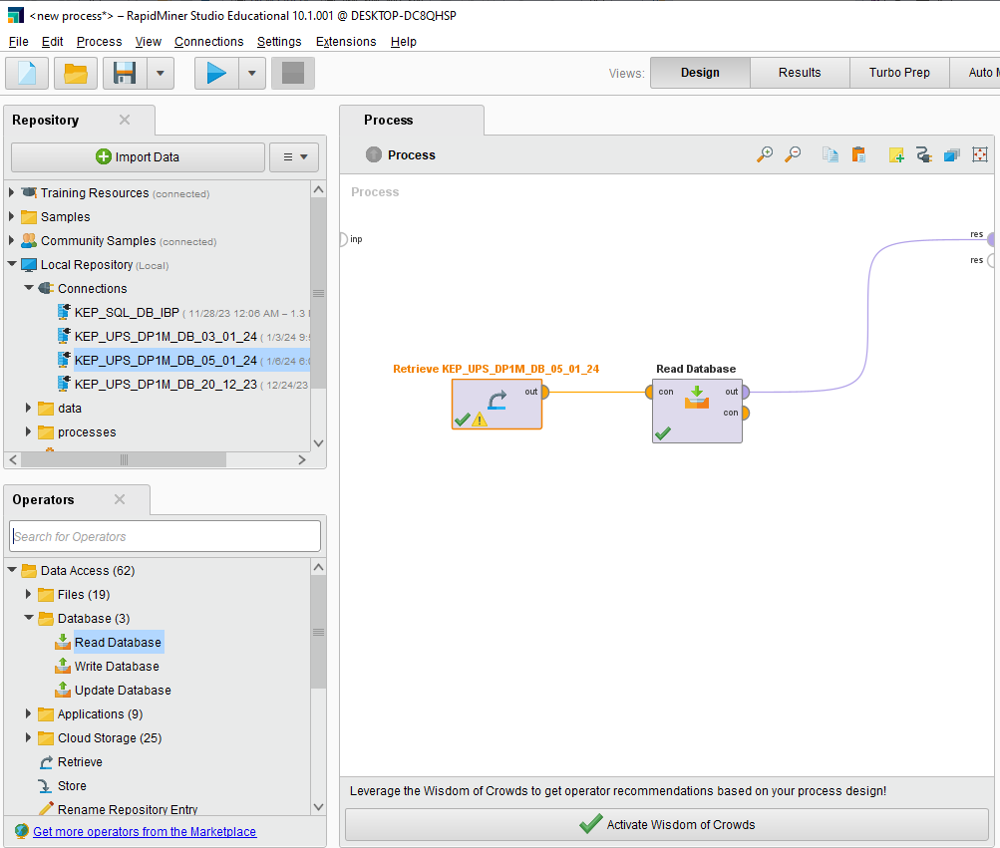 <new process*> – RapidMiner Studio Educational 10.1.001 @ DESKTOP-DC8QHSP
File Edit Process View Connections Settings Extensions Help
Views: Design Results Turbo Prep Auto M
Repository
Import Data
Training Resources (connected)
Samples
Community Samples (connected)
Local Repository (Local)
Connections
KEP_SQL_DB_IBP ( 11/28/23 12:06 AM – 1.3
KEP_UPS_DP1M_DB_03_01_24 ( 1/3/24 9:
KEP_UPS_DP1M_DB_05_01_24 ( 1/6/24 6:
KEP_UPS_DP1M_DB_20_12_23 ( 12/24/23
data
processes
Operators
Search for Operators
Data Access (62)
Files (19)
Database (3)
Read Database
Write Database
Update Database
Applications (9)
Cloud Storage (25)
Retrieve
Store
Rename Repository Entry
Get more operators from the Marketplace
Process
Process
Process
inp
res
res
Retrieve KEP_UPS_DP1M_DB_05_01_24
out
Read Database
con out
con
Leverage the Wisdom of Crowds to get operator recommendations based on your process design!
Activate Wisdom of Crowds